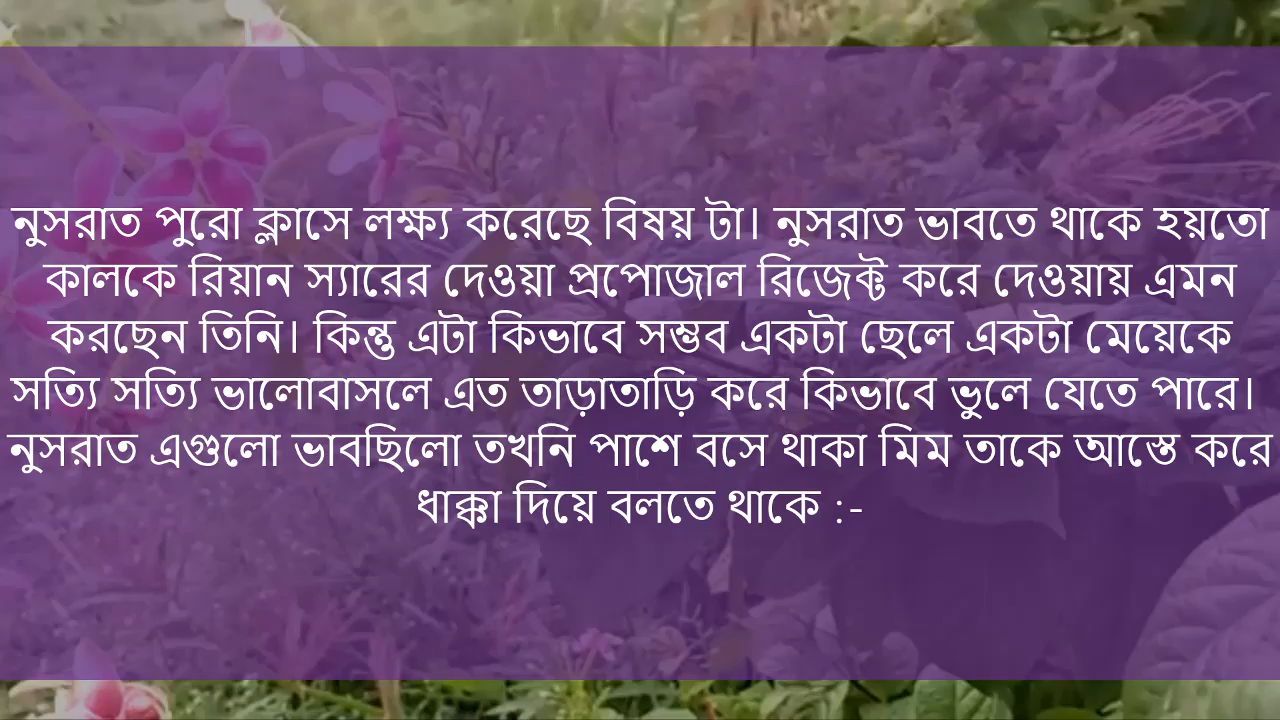 নুসরাত পুরো ক্লাসে লক্ষ্য করেছে বিষয় টা। নুসরাত ভাবতে থাকে হয়তো
কালকে রিয়ান স্যারের দেওয়া প্রপোজাল রিজেক্ট করে দেওয়ায় এমন
করছেন তিনি। কিন্তু এটা কিভাবে সম্ভব একটা ছেলে একটা মেয়েকে
সত্যি সত্যি ভালোবাসলে এত তাড়াতাড়ি করে কিভাবে ভুলে যেতে পারে।
নুসরাত এগুলো ভাবছিলো তখনি পাশে বসে থাকা মিম তাকে আস্তে করে
ধাক্কা দিয়ে বলতে থাকে :-